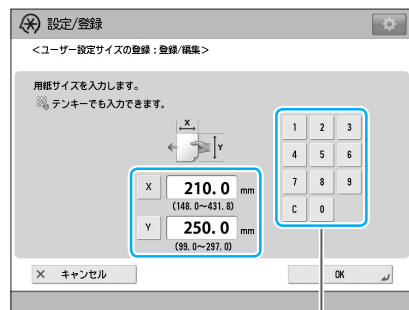 設定/登録
<ユーザー設定サイズの登録：登録/編集>
用紙サイズを入力します。
テンキーでも入力できます。
X
Y
1 2 3
4 5 6
7 8 9
C 0
X 210.0 mm
(148.0～431.8)
Y 250.0 mm
(99.0～297.0)
× キャンセル
OK